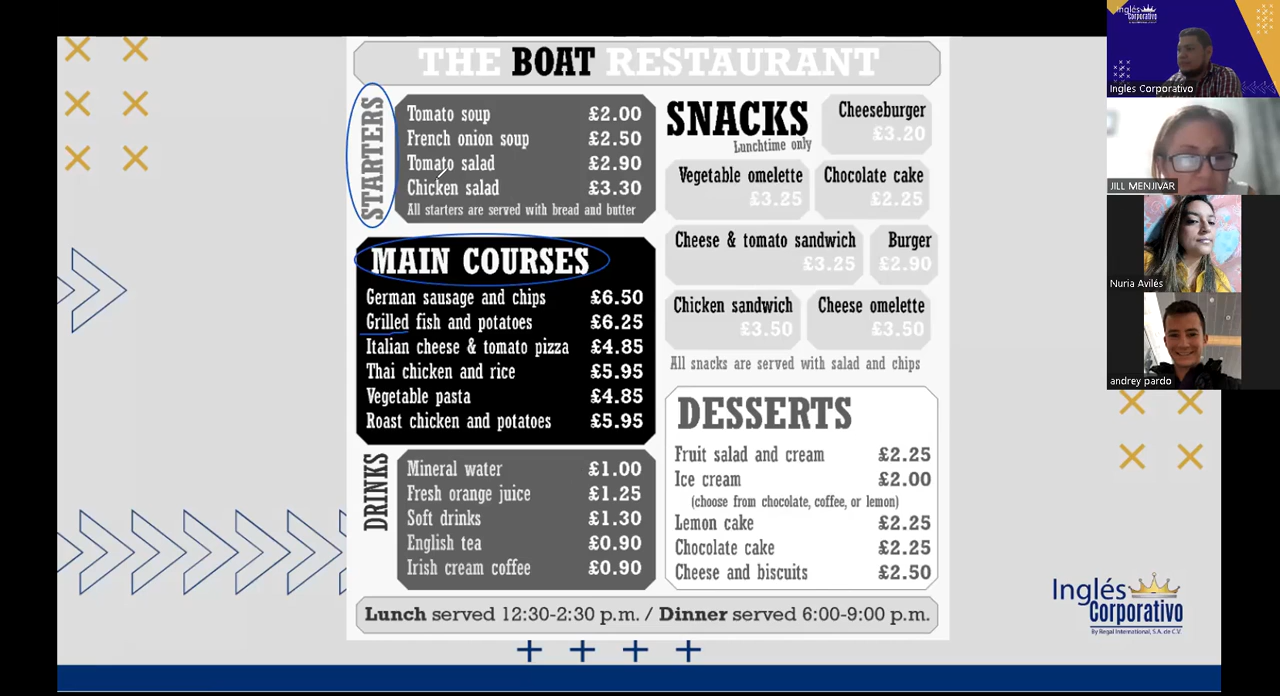 THE BOAT RESTAURANT
STARTERS
Tomato soup £2.00
French onion soup £2.50
Tomato salad £2.90
Chicken salad £3.30
All starters are served with bread and butter
MAIN COURSES
German sausage and chips £6.50
Grilled fish and potatoes £6.25
Italian cheese & tomato pizza £4.85
Thai chicken and rice £5.95
Vegetable pasta £4.85
Roast chicken and potatoes £5.95
DRINKS
Mineral water £1.00
Fresh orange juice £1.25
Soft drinks £1.30
English tea £0.90
Irish cream coffee £0.90
SNACKS
Lunchtime only
Cheeseburger
£3.20
Vegetable omelette
£3.25
Chocolate cake
£2.25
Cheese & tomato sandwich
£3.25
Burger
£2.90
Chicken sandwich
£3.50
Cheese omelette
£3.50
All snacks are served with salad and chips
DESSERTS
Fruit salad and cream £2.25
Ice cream £2.00
(choose from chocolate, coffee, or lemon)
Lemon cake £2.25
Chocolate cake £2.25
Cheese and biscuits £2.50
Lunch served 12:30-2:30 p.m. / Dinner served 6:00-9:00 p.m.
Inglés
Corporativo
By Regal International, S.A. de C.V.
Inglés
Corporativo
Ingles Corporativo
JILL MENJIVAR
Nuria Avilés
andrey pardo